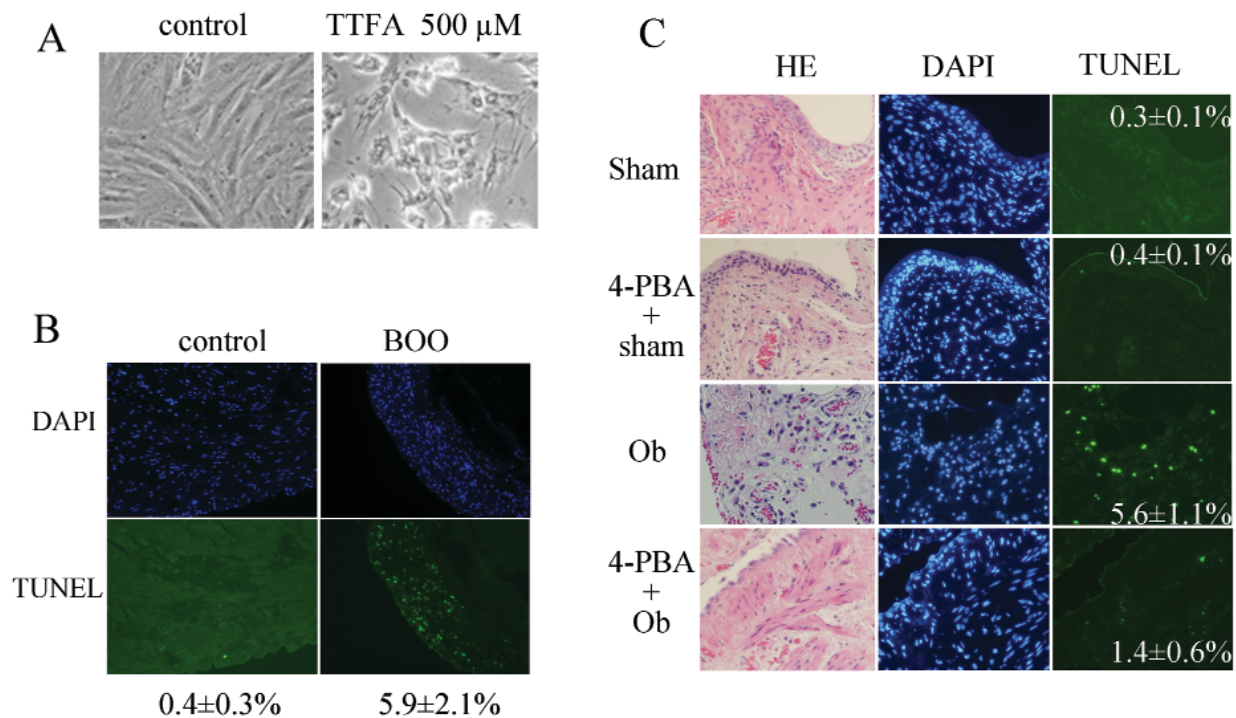 A
control
TTFA 500 µM
B
control
BOO
DAPI
TUNEL
0.4±0.3%
5.9±2.1%
C
HE
DAPI
TUNEL
Sham
0.3±0.1%
4-PBA
+
sham
0.4±0.1%
Ob
5.6±1.1%
4-PBA
+
Ob
1.4±0.6%